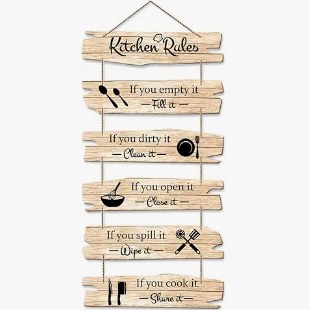 Kitchen Rules
If you empty it
Fill it
If you dirty it
Clean it
If you open it
Close it
If you spill it
Wipe it
If you cook it
Share it